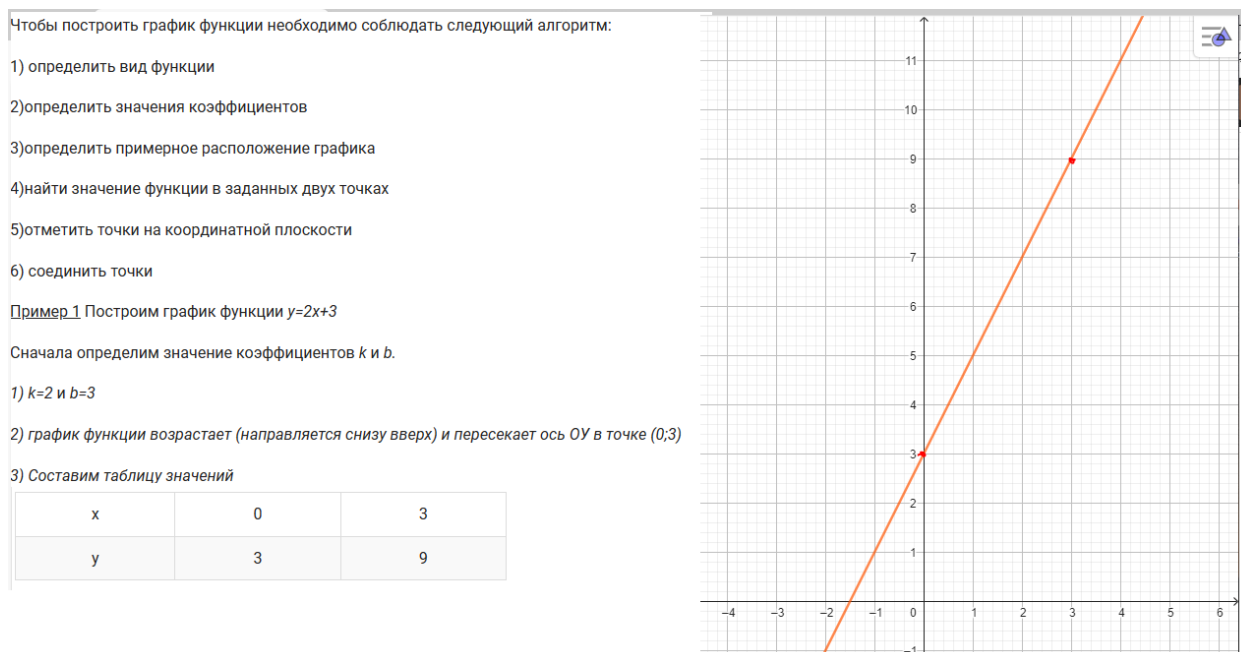 Чтобы построить график функции необходимо соблюдать следующий алгоритм:
1) определить вид функции
2)определить значения коэффициентов
3)определить примерное расположение графика
4)найти значение функции в заданных двух точках
5)отметить точки на координатной плоскости
6) соединить точки
Пример 1 Построим график функции y=2x+3
Сначала определим значение коэффициентов k и b.
1) k=2 и b=3
2) график функции возрастает (направляется снизу вверх) и пересекает ось ОУ в точке (0;3)
3) Составим таблицу значений
x 0 3
y 3 9
11
10
9
8
7
6
5
4
3
2
1
–4 –3 –2 –1 0 1 2 3 4 5 6
–1